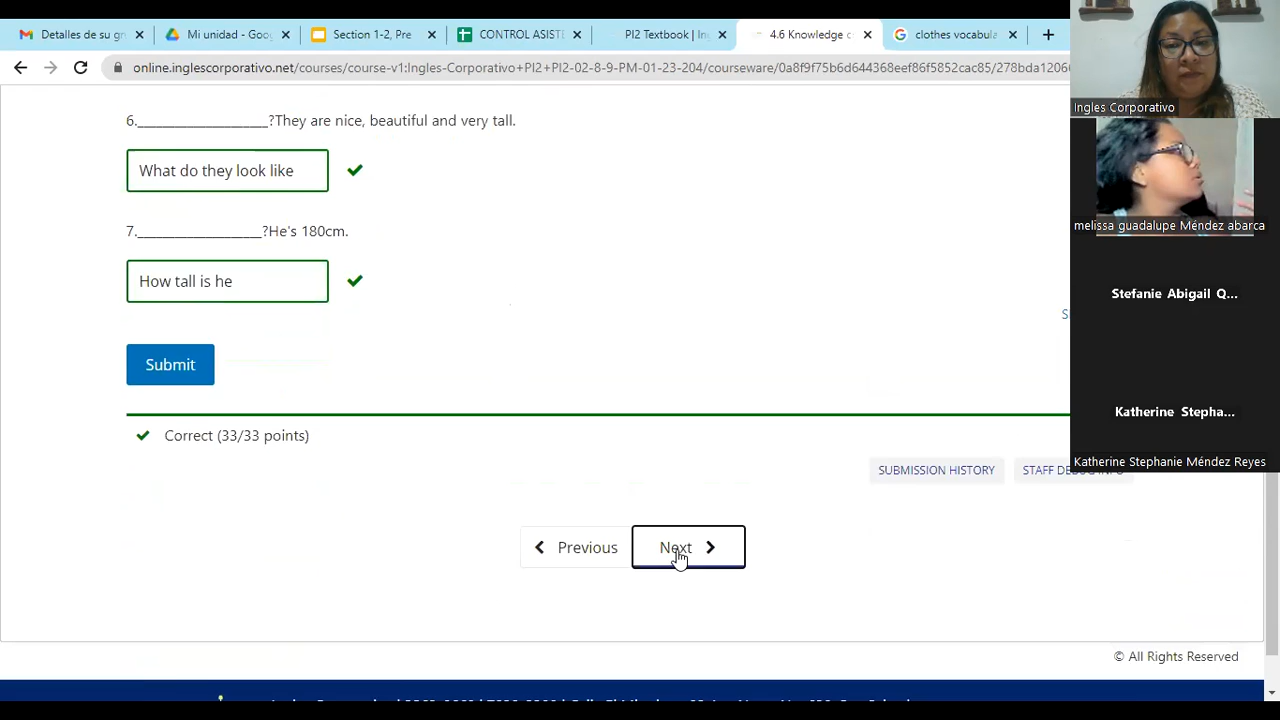 Detalles de su gr
Mi unidad - Goo
Section 1-2, Pre
CONTROL ASIST
PI2 Textbook | In
4.6 Knowledge c
clothes vocabula
online.inglescorporativo.net/courses/course-v1:Ingles-Corporativo+PI2+PI2-02-8-9-PM-01-23-204/courseware/0a8f9f75b6d644368eef86f5852cac85/278bda1206
6.____________________?They are nice, beautiful and very tall.
What do they look like
7.___________________?He's 180cm.
How tall is he
Submit
Correct (33/33 points)
SUBMISSION HISTORY
Previous
Next
© All Rights Reserved
Ingles Corporativo
melissa guadalupe Méndez abarca
Stefanie Abigail Q...
Katherine Stepha...
Katherine Stephanie Méndez Reyes